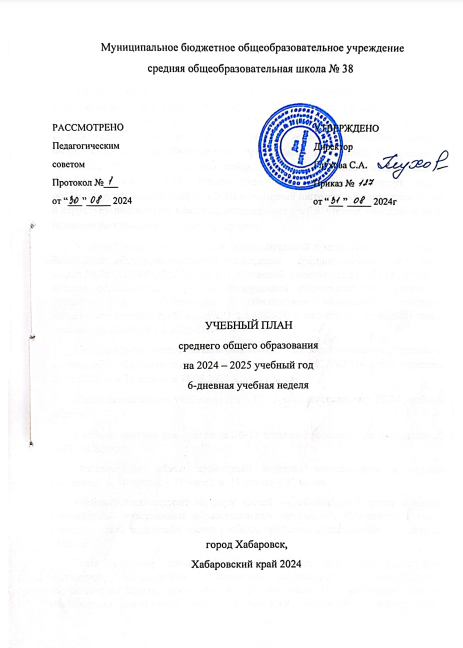 Муниципальное бюджетное общеобразовательное учреждение
средняя общеобразовательная школа № 38
РАССМОТРЕНО
Педагогическим
советом
Протокол № 1
от “30” 08 2024
УТВЕРЖДЕНО
Директор
С.А.
Приказ № 137
от “31” 08 2024г
УЧЕБНЫЙ ПЛАН
среднего общего образования
на 2024 – 2025 учебный год
6-дневная учебная неделя
город Хабаровск,
Хабаровский край 2024